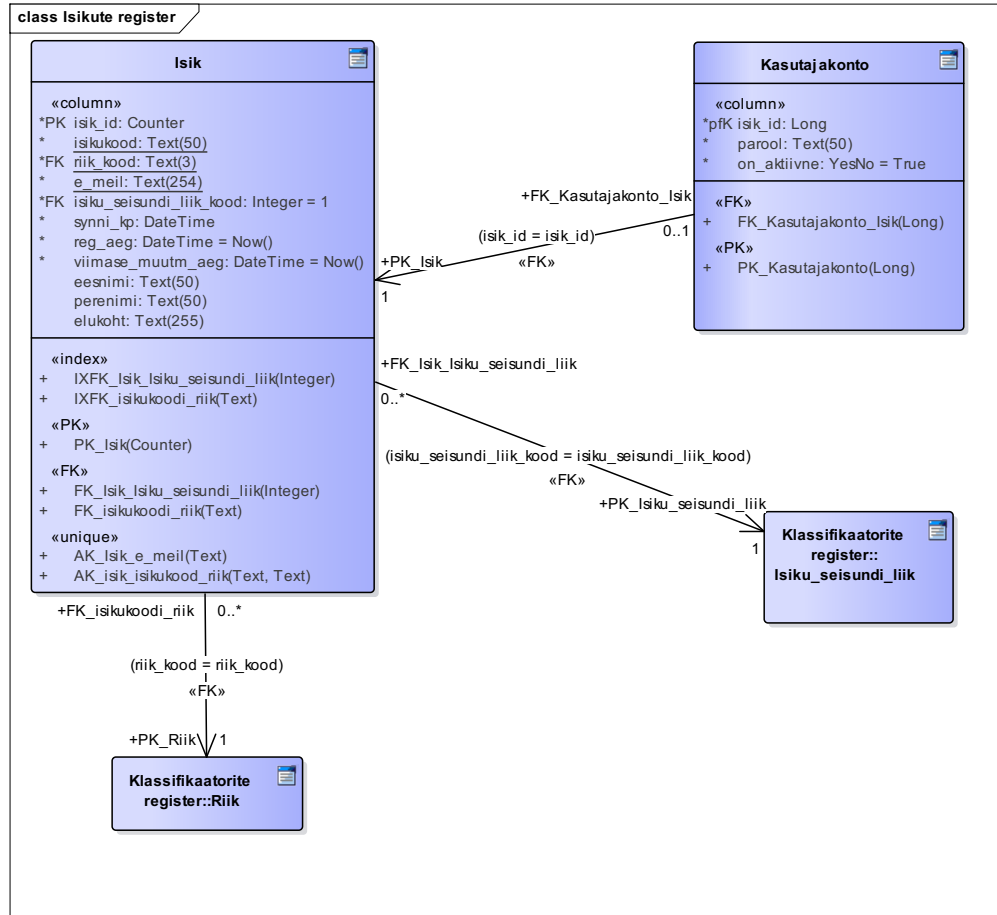 class Isikute register
Isik
«column»
*PK isik_id: Counter
* isikukood: Text(50)
*FK riik_kood: Text(3)
* e_meil: Text(254)
*FK isiku_seisundi_liik_kood: Integer = 1
* synni_kp: DateTime
* reg_aeg: DateTime = Now()
* viimase_muutm_aeg: DateTime = Now()
eesnimi: Text(50)
perenimi: Text(50)
elukoht: Text(255)
«index»
+ IXFK_Isik_Isiku_seisundi_liik(Integer)
+ IXFK_isikukoodi_riik(Text)
«PK»
+ PK_Isik(Counter)
«FK»
+ FK_Isik_Isiku_seisundi_liik(Integer)
+ FK_isikukoodi_riik(Text)
«unique»
+ AK_Isik_e_meil(Text)
+ AK_isik_isikukood_riik(Text, Text)
Kasutajakonto
«column»
*pfK isik_id: Long
* parool: Text(50)
* on_aktiivne: YesNo = True
«FK»
+ FK_Kasutajakonto_Isik(Long)
«PK»
+ PK_Kasutajakonto(Long)
+FK_Kasutajakonto_Isik
0..1
(isik_id = isik_id)
«FK»
+PK_Isik
1
+FK_Isik_Isiku_seisundi_liik
0..*
(isiku_seisundi_liik_kood = isiku_seisundi_liik_kood)
«FK»
+PK_Isiku_seisundi_liik
1
Klassifikaatorite
register::
Isiku_seisundi_liik
+FK_isikukoodi_riik
0..*
(riik_kood = riik_kood)
«FK»
+PK_Riik
1
Klassifikaatorite
register::Riik